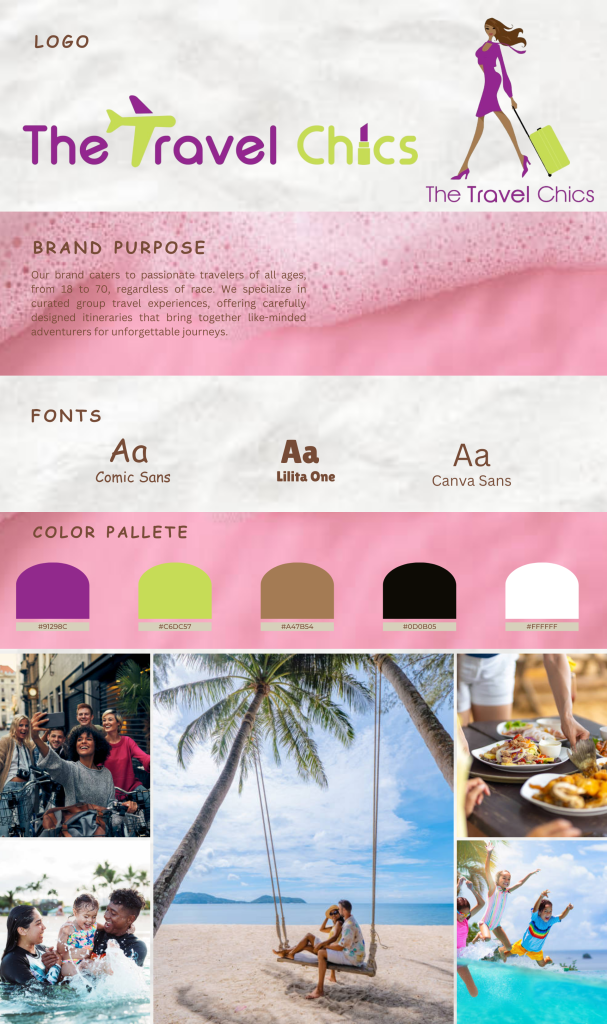 LOGO
The Travel Chics
The Travel Chics
BRAND PURPOSE
Our brand caters to passionate travelers of all ages,
from 18 to 70, regardless of race. We specialize in
curated group travel experiences, offering carefully
designed itineraries that bring together like-minded
adventurers for unforgettable journeys.
FONTS
Aa
Comic Sans
Aa
Lilita One
Aa
Canva Sans
COLOR PALLETE
#91298C
#C6DC57
#A47B54
#0D0B05
#FFFFFF